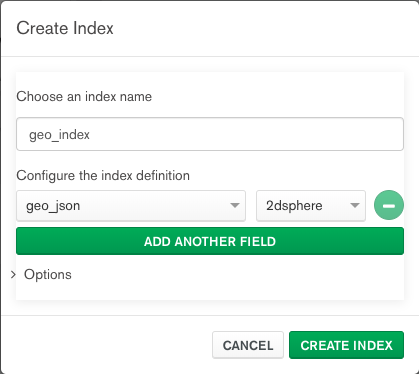 Create Index
Choose an index name
geo_index
Configure the index definition
geo_json 2dsphere
ADD ANOTHER FIELD
Options
CANCEL CREATE INDEX